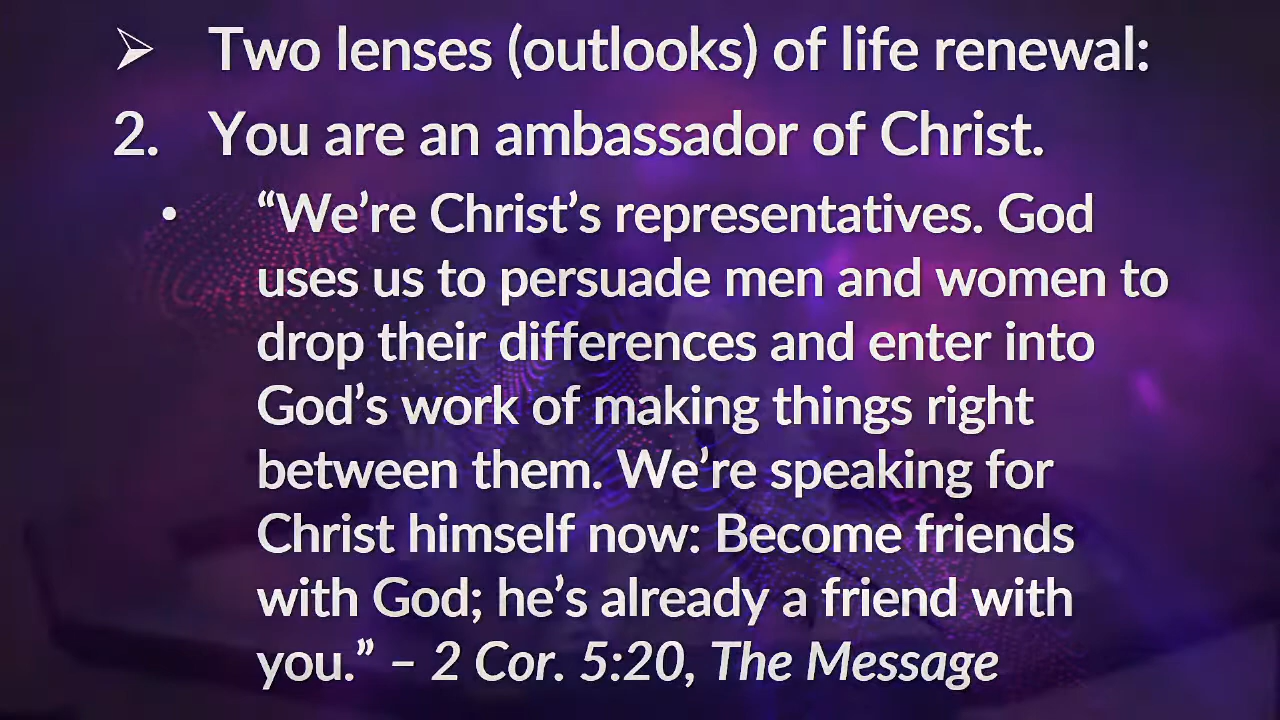 ➢ Two lenses (outlooks) of life renewal:
2. You are an ambassador of Christ.
• “We’re Christ’s representatives. God
uses us to persuade men and women to
drop their differences and enter into
God’s work of making things right
between them. We’re speaking for
Christ himself now: Become friends
with God; he’s already a friend with
you.” – 2 Cor. 5:20, The Message